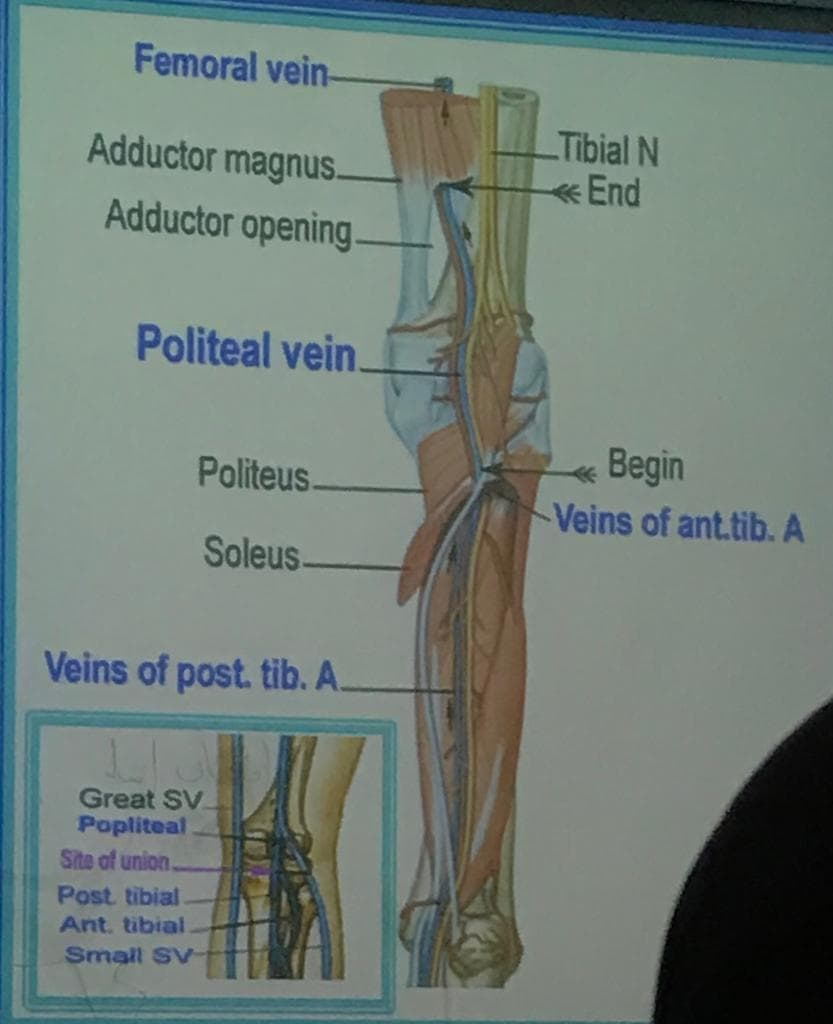 Femoral vein
Adductor magnus
Tibial N
End
Adductor opening
Politeal vein
Politeus
Begin
Veins of ant.tib. A
Soleus
Veins of post. tib. A
Great SV
Popliteal
Site of union
Post. tibial
Ant. tibial
Small SV